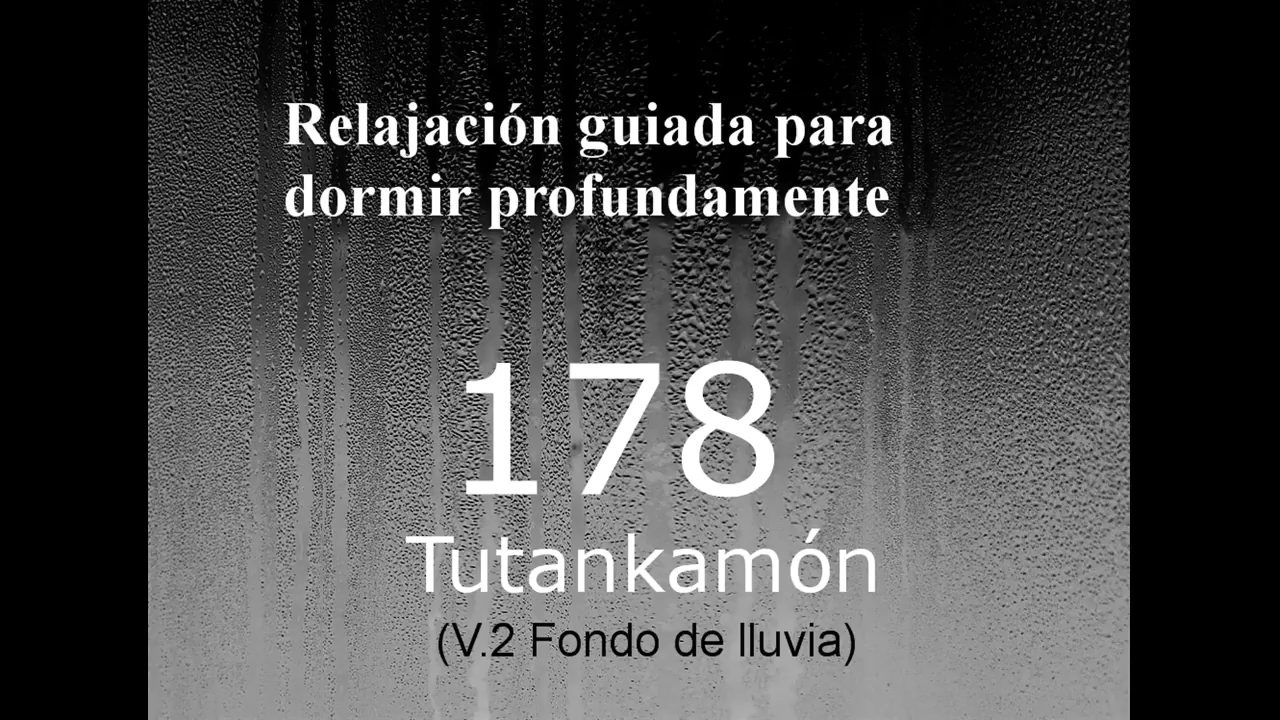 Relajación guiada para
dormir profundamente
178
Tutankamón
(V.2 Fondo de lluvia)